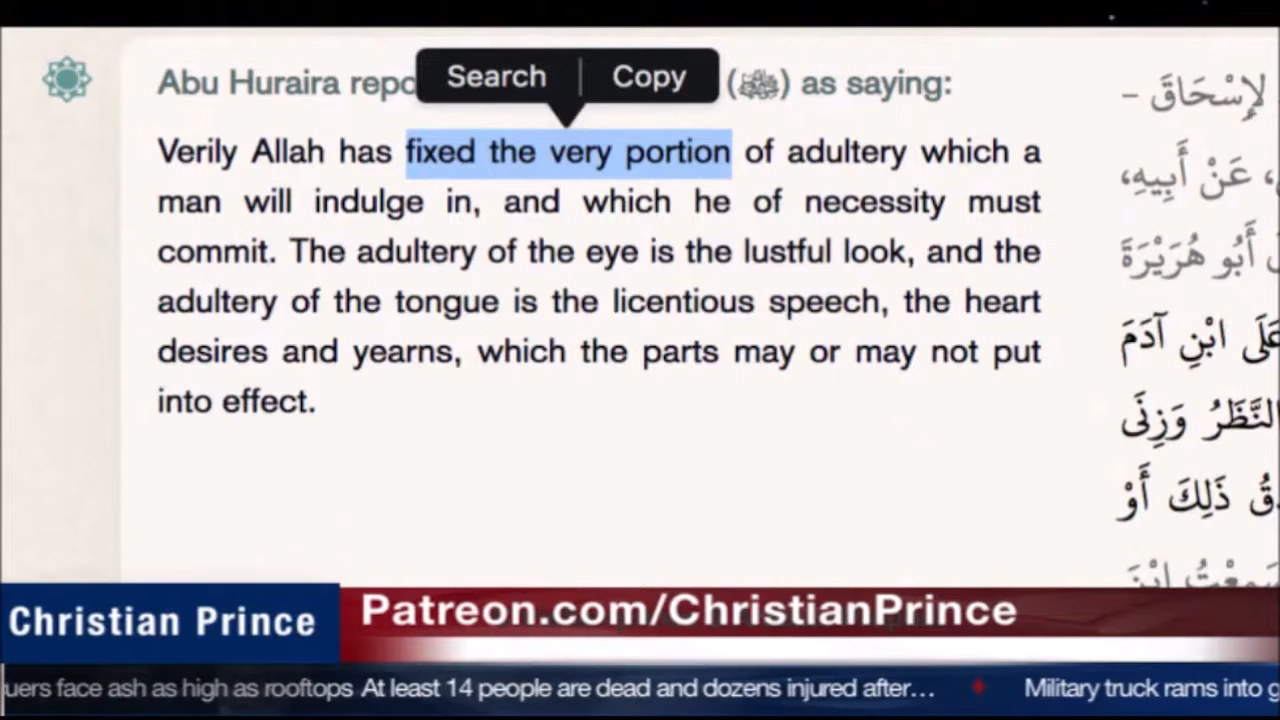 Search
Copy
Abu Huraira repo (ﷺ) as saying:
Verily Allah has fixed the very portion of adultery which a
man will indulge in, and which he of necessity must
commit. The adultery of the eye is the lustful look, and the
adultery of the tongue is the licentious speech, the heart
desires and yearns, which the parts may or may not put
into effect.
لإِسْحَاقَ -
، عَنْ أَبِيهِ،
أَبُو هُرَيْرَةَ
عَلَى ابْنِ آدَمَ
النَّظَرُ وَزِنَى
ذَلِكَ أَوْ
Christian Prince
Patreon.com/ChristianPrince
uers face ash as high as rooftops At least 14 people are dead and dozens injured after… Military truck rams into g